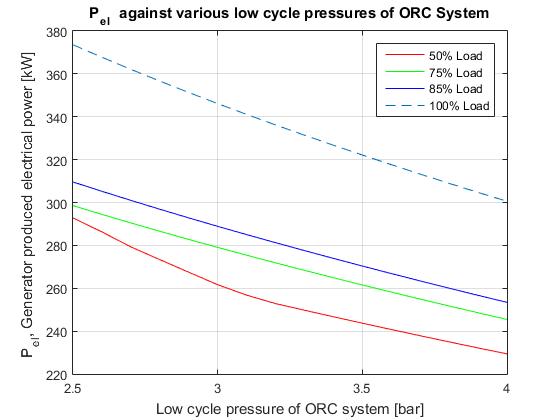 P_el against various low cycle pressures of ORC System
380
360
340
320
300
280
260
240
220
P_el, Generator produced electrical power [kW]
50% Load
75% Load
85% Load
100% Load
2.5 3 3.5 4
Low cycle pressure of ORC system [bar]